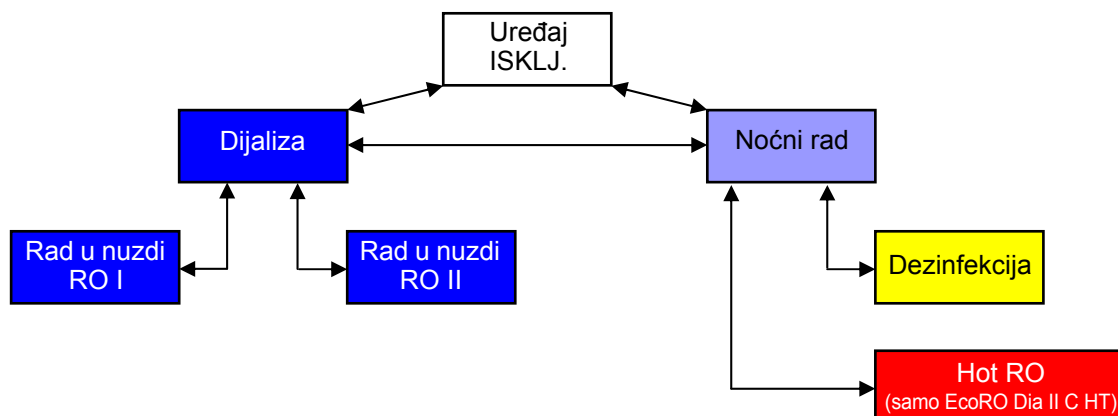 Uređaj
ISKLJ.
Dijaliza
Noćni rad
Rad u nuzdi
RO I
Rad u nuzdi
RO II
Dezinfekcija
Hot RO
(samo EcoRO Dia II C HT)